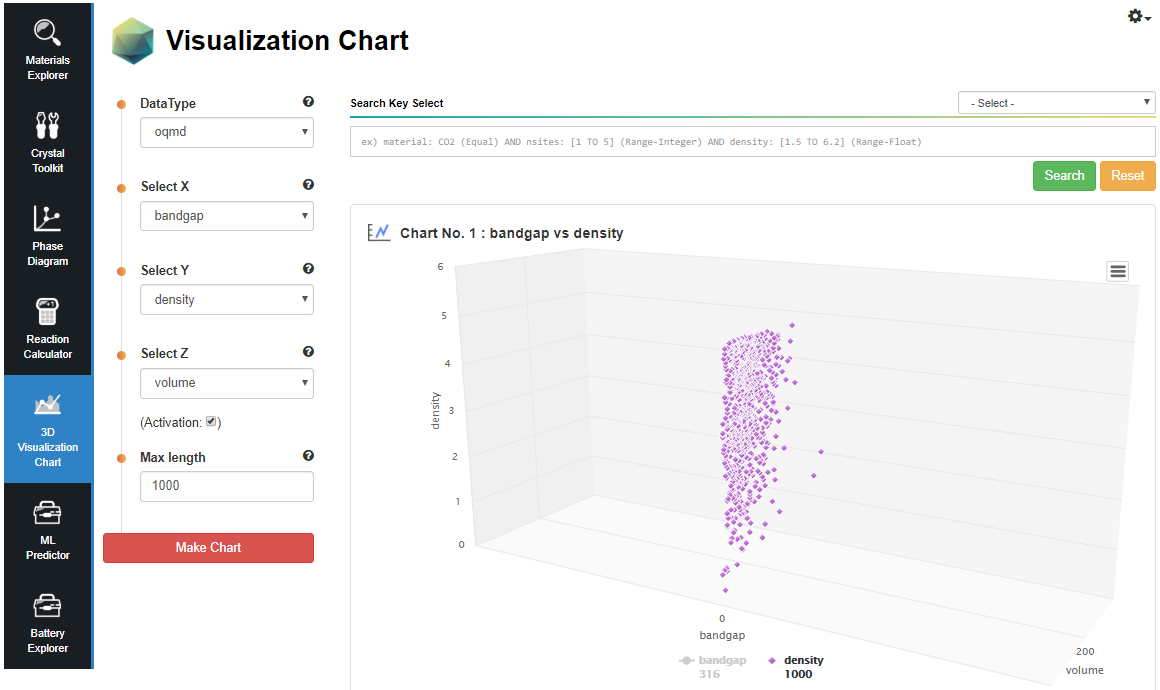 Materials
Explorer
Crystal
Toolkit
Phase
Diagram
Reaction
Calculator
3D
Visualization
Chart
ML
Predictor
Battery
Explorer
Visualization Chart
DataType
oqmd
Select X
bandgap
Select Y
density
Select Z
volume
(Activation: )
Max length
1000
Make Chart
Search Key Select
- Select -
ex) material: CO2 (Equal) AND nsites: [1 TO 5] (Range-Integer) AND density: [1.5 TO 6.2] (Range-Float)
Search Reset
Chart No. 1 : bandgap vs density
6
5
4
3
2
1
0
density
0
bandgap
200
volume
bandgap
316
density
1000